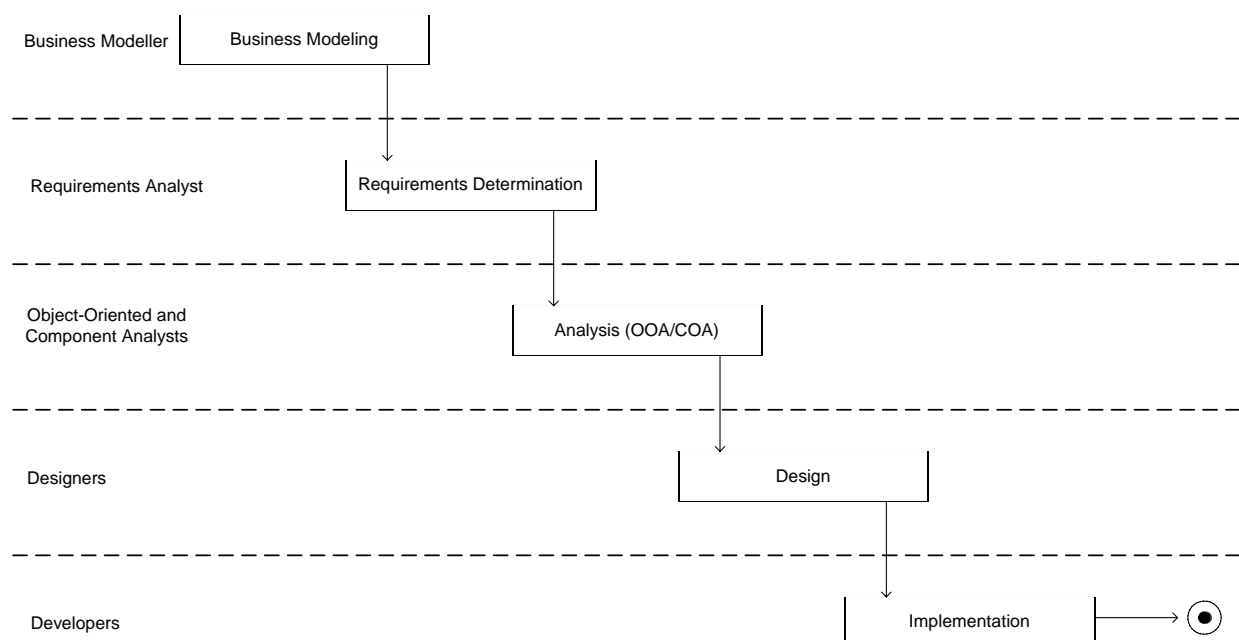 Business Modeller
Business Modeling
Requirements Analyst
Requirements Determination
Object-Oriented and
Component Analysts
Analysis (OOA/COA)
Designers
Design
Developers
Implementation